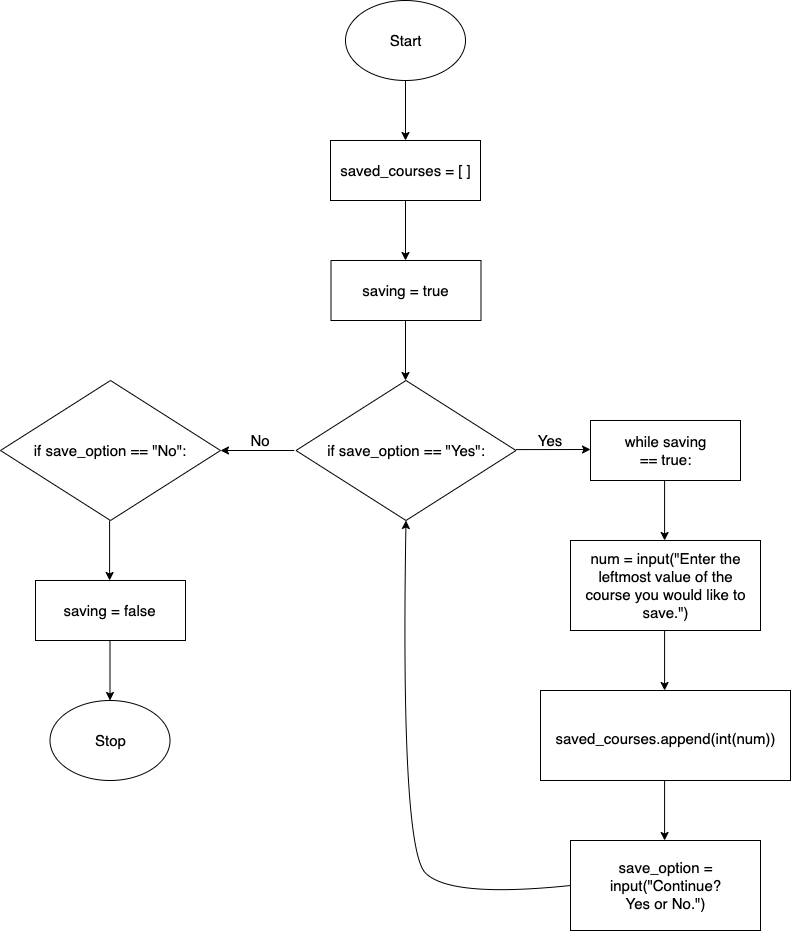 Start
saved_courses = [ ]
saving = true
if save_option == "No":
No
if save_option == "Yes":
Yes
while saving
== true:
num = input("Enter the
leftmost value of the
course you would like to
save.")
saving = false
saved_courses.append(int(num))
Stop
save_option =
input("Continue?
Yes or No.")